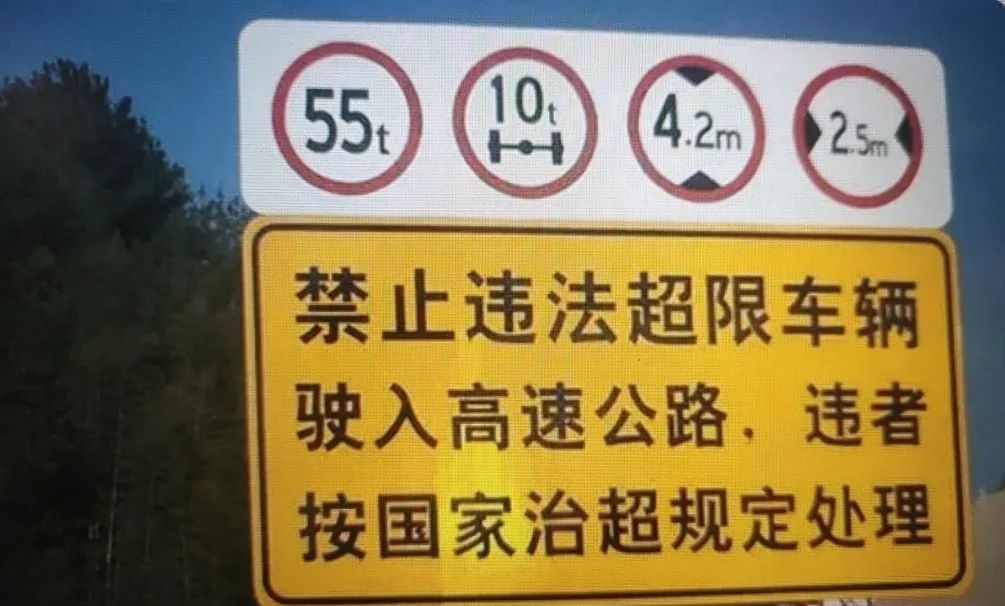 55t 10t 4.2m 2.5m
禁止违法超限车辆
驶入高速公路．违者
按国家治超规定处理